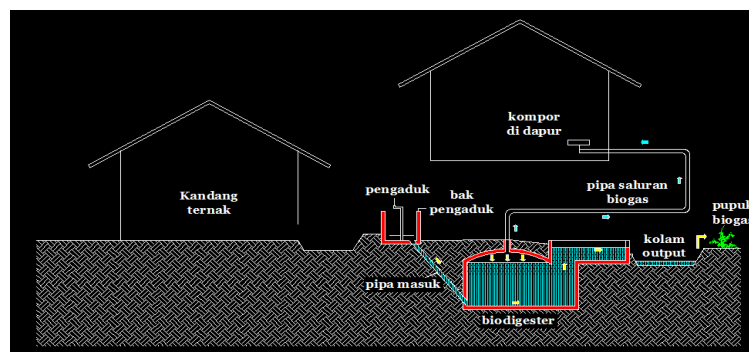 kompor
di dapur
Kandang
ternak
pengaduk
bak
pengaduk
pipa saluran
biogas
pupuk
biogas
kolam
output
pipa masuk
biodigester